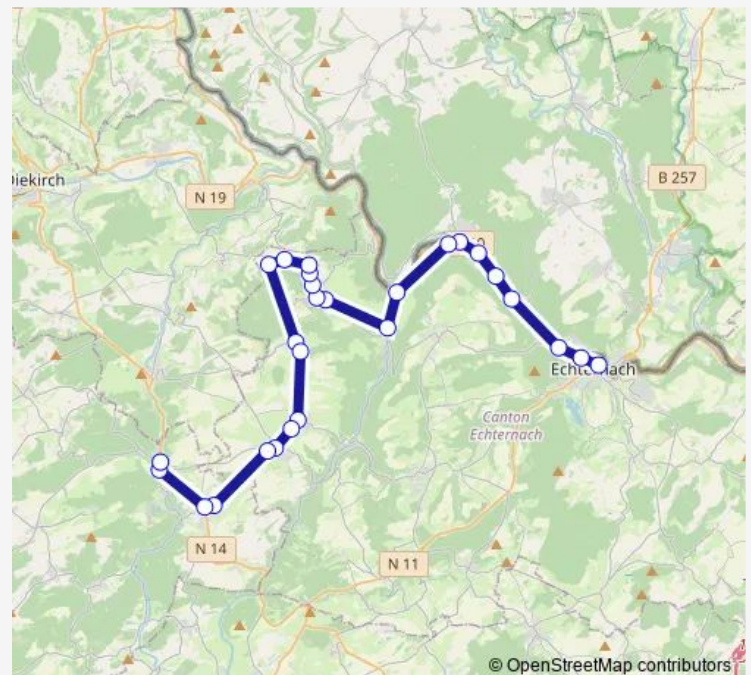 Diekirch
N 19
B 257
Echternach
Canton
Echternach
N 14
N 11
© OpenStreetMap contributors